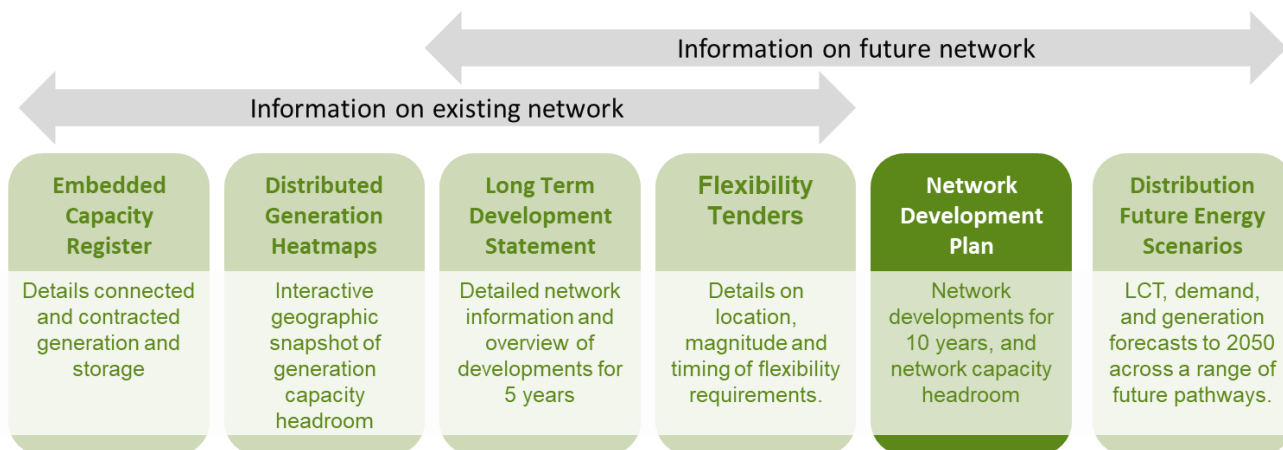 Information on future network
Information on existing network
Embedded
Capacity
Register
Details connected
and contracted
generation and
storage
Distributed
Generation
Heatmaps
Interactive
geographic
snapshot of
generation
capacity
headroom
Long Term
Development
Statement
Detailed network
information and
overview of
developments for
5 years
Flexibility
Tenders
Details on
location,
magnitude and
timing of flexibility
requirements.
Network
Development
Plan
Network
developments for
10 years, and
network capacity
headroom
Distribution
Future Energy
Scenarios
LCT, demand,
and generation
forecasts to 2050
across a range of
future pathways.